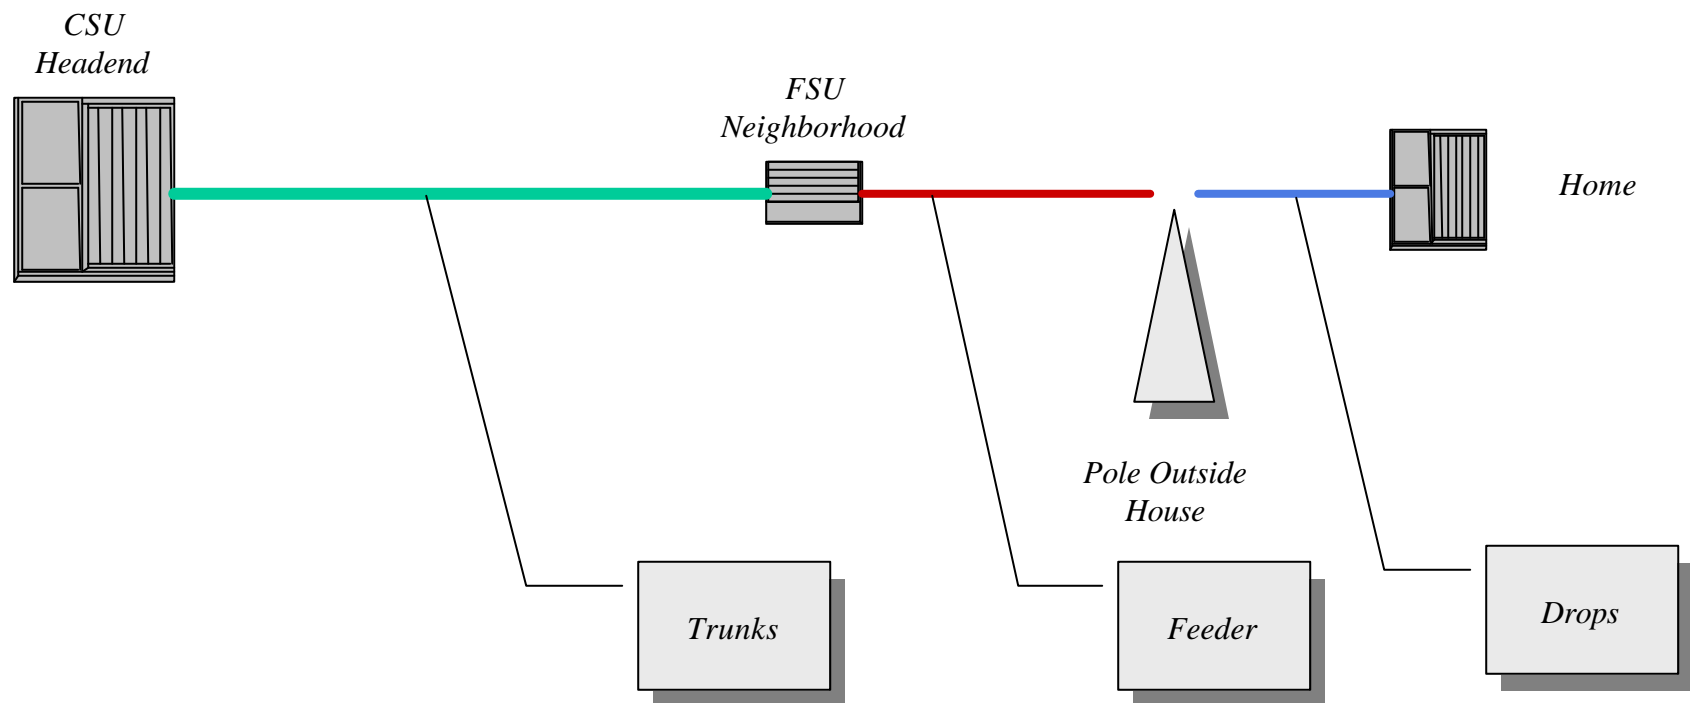 CSU
Headend
FSU
Neighborhood
Home
Pole Outside
House
Trunks
Feeder
Drops